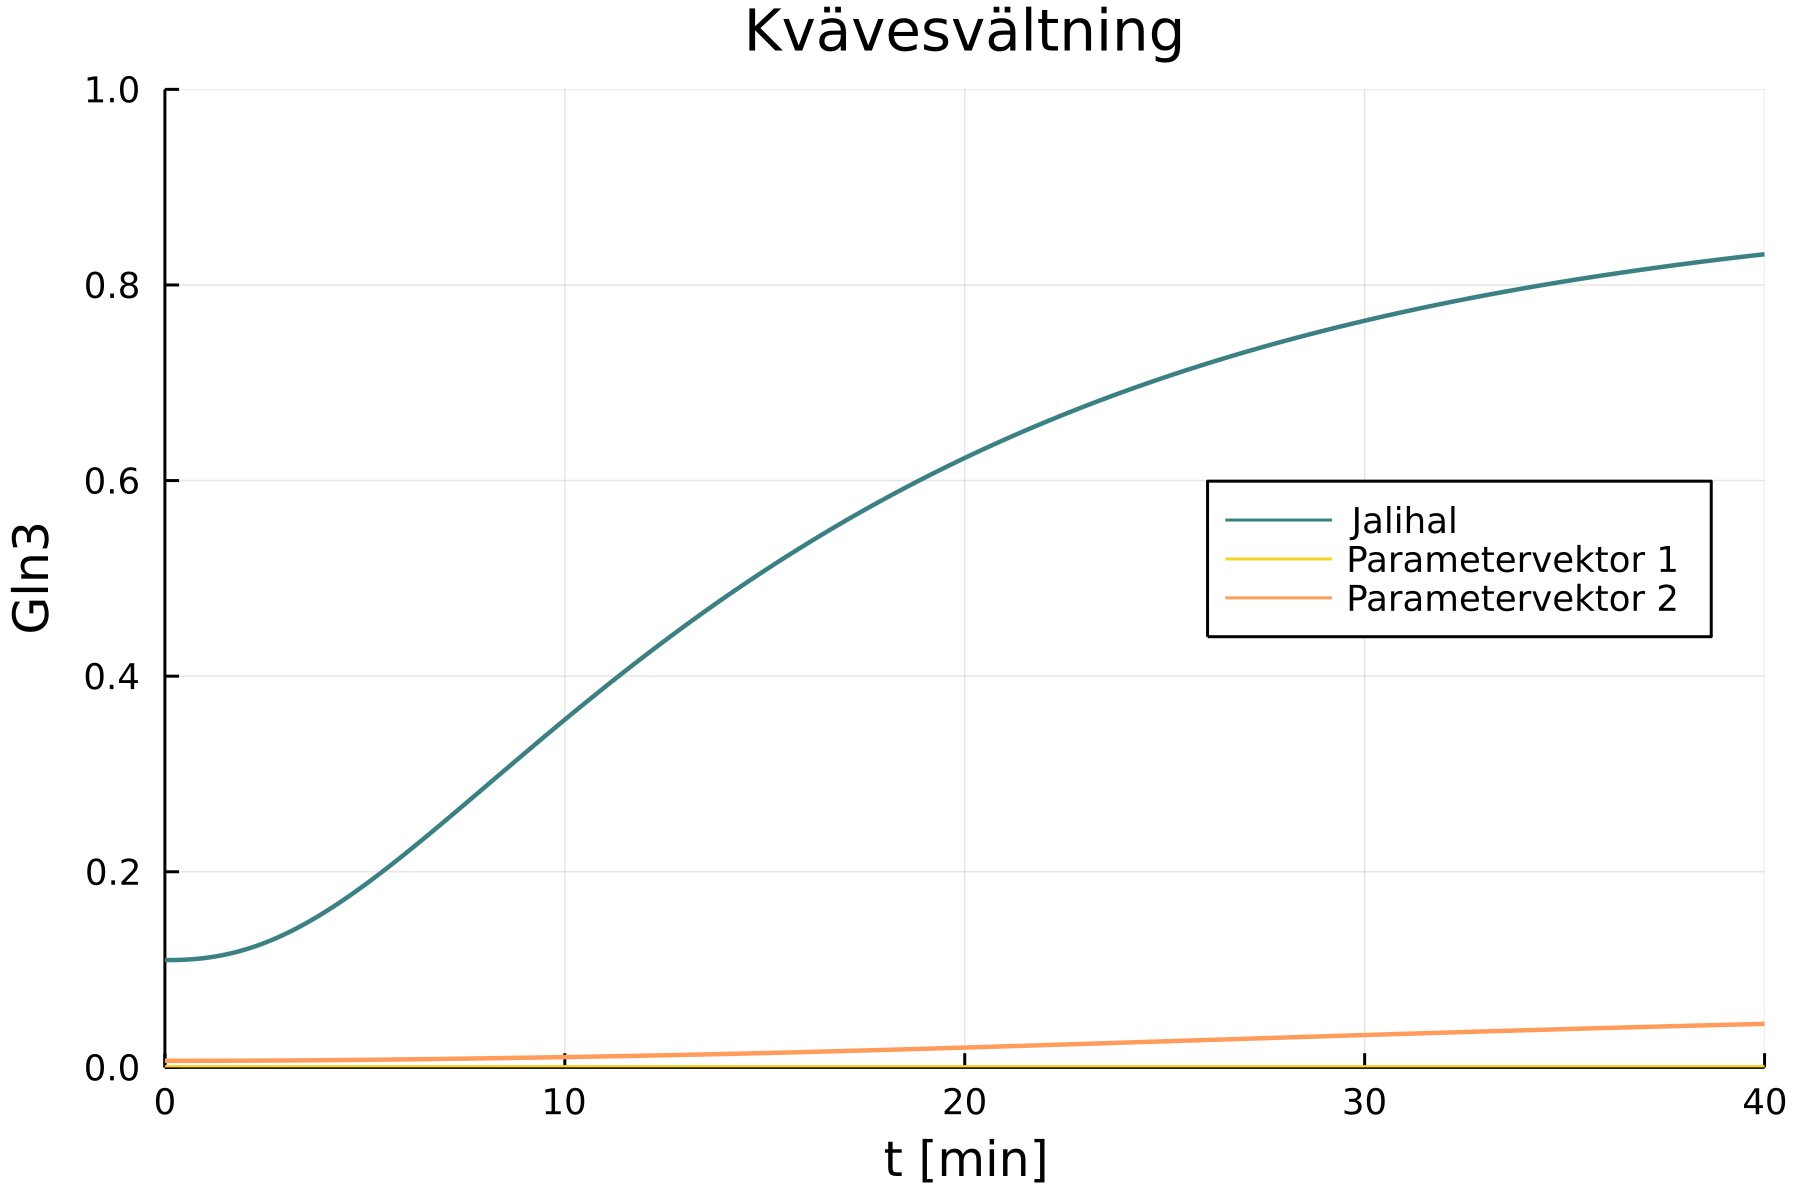 Kvävesvältning
1.0
0.8
0.6
0.4
0.2
0.0
Gln3
Jalihal
Parametervektor 1
Parametervektor 2
0 10 20 30 40
t [min]